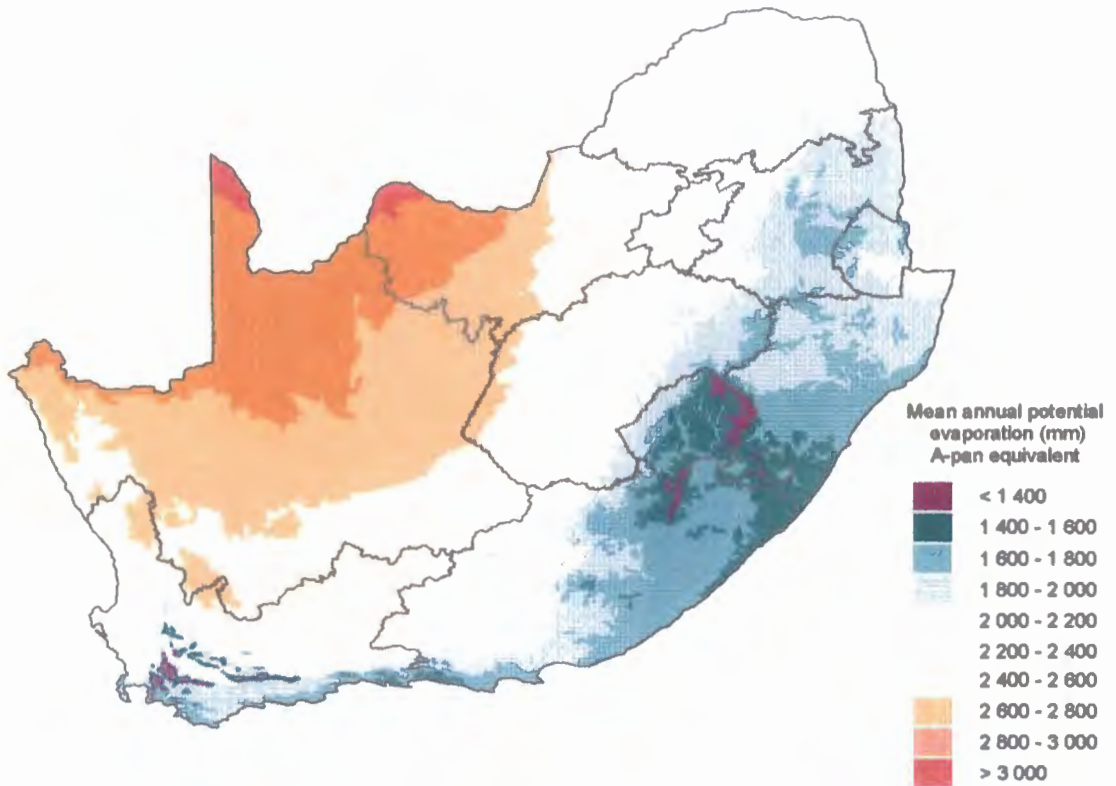 Mean annual potential
evaporation (mm)
A-pan equivalent
< 1 400
1 400 - 1 600
1 600 - 1 800
1 800 - 2 000
2 000 - 2 200
2 200 - 2 400
2 400 - 2 600
2 600 - 2 800
2 800 - 3 000
> 3 000